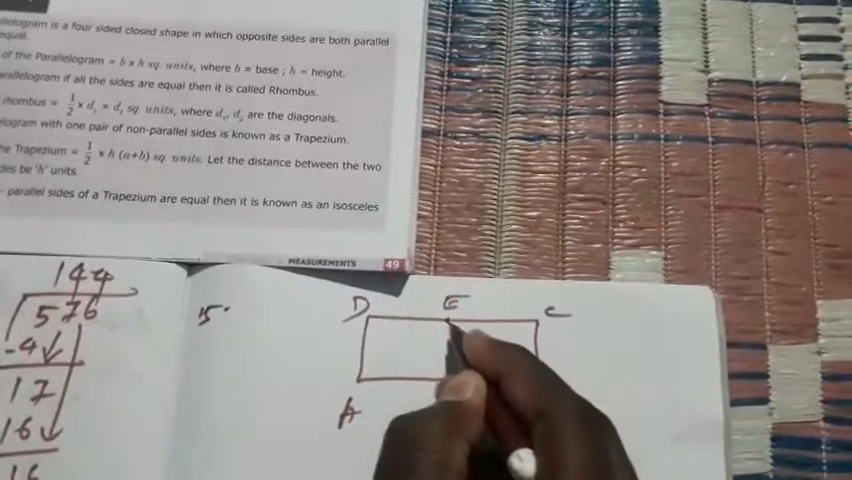 llelogram is a four sided closed shape in which opposite sides are both parallel
equal.
of the Parallelogram = b × h sq. units, where b = base ; h = height.
arallelogram if all the sides are equal then it is called Rhombus.
rhombus = 1/2 × d₁ × d₂ sq. units, where d₁, d₂ are the diagonals.
elogram with one pair of non-parallel sides is known as a Trapezium.
he Trapezium = 1/2 × h (a+b) sq. units. Let the distance between the two
des be 'h' units.
- parallel sides of a Trapezium are equal then it is known as an isosceles
MEASUREMENTS 49
144
576
-4
17
16
16
15.
D E C
A